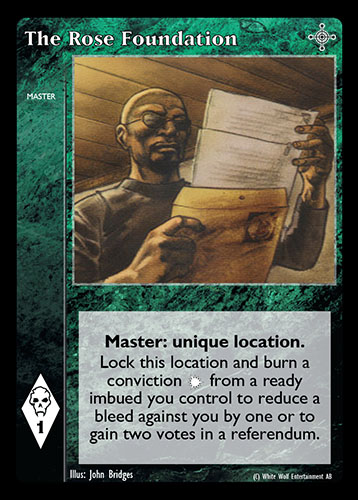 The Rose Foundation
MASTER
Master: unique location.
Lock this location and burn a
conviction from a ready
imbued you control to reduce a
bleed against you by one or to
gain two votes in a referendum.
1
Illus: John Bridges
(C) White Wolf Entertainment AB